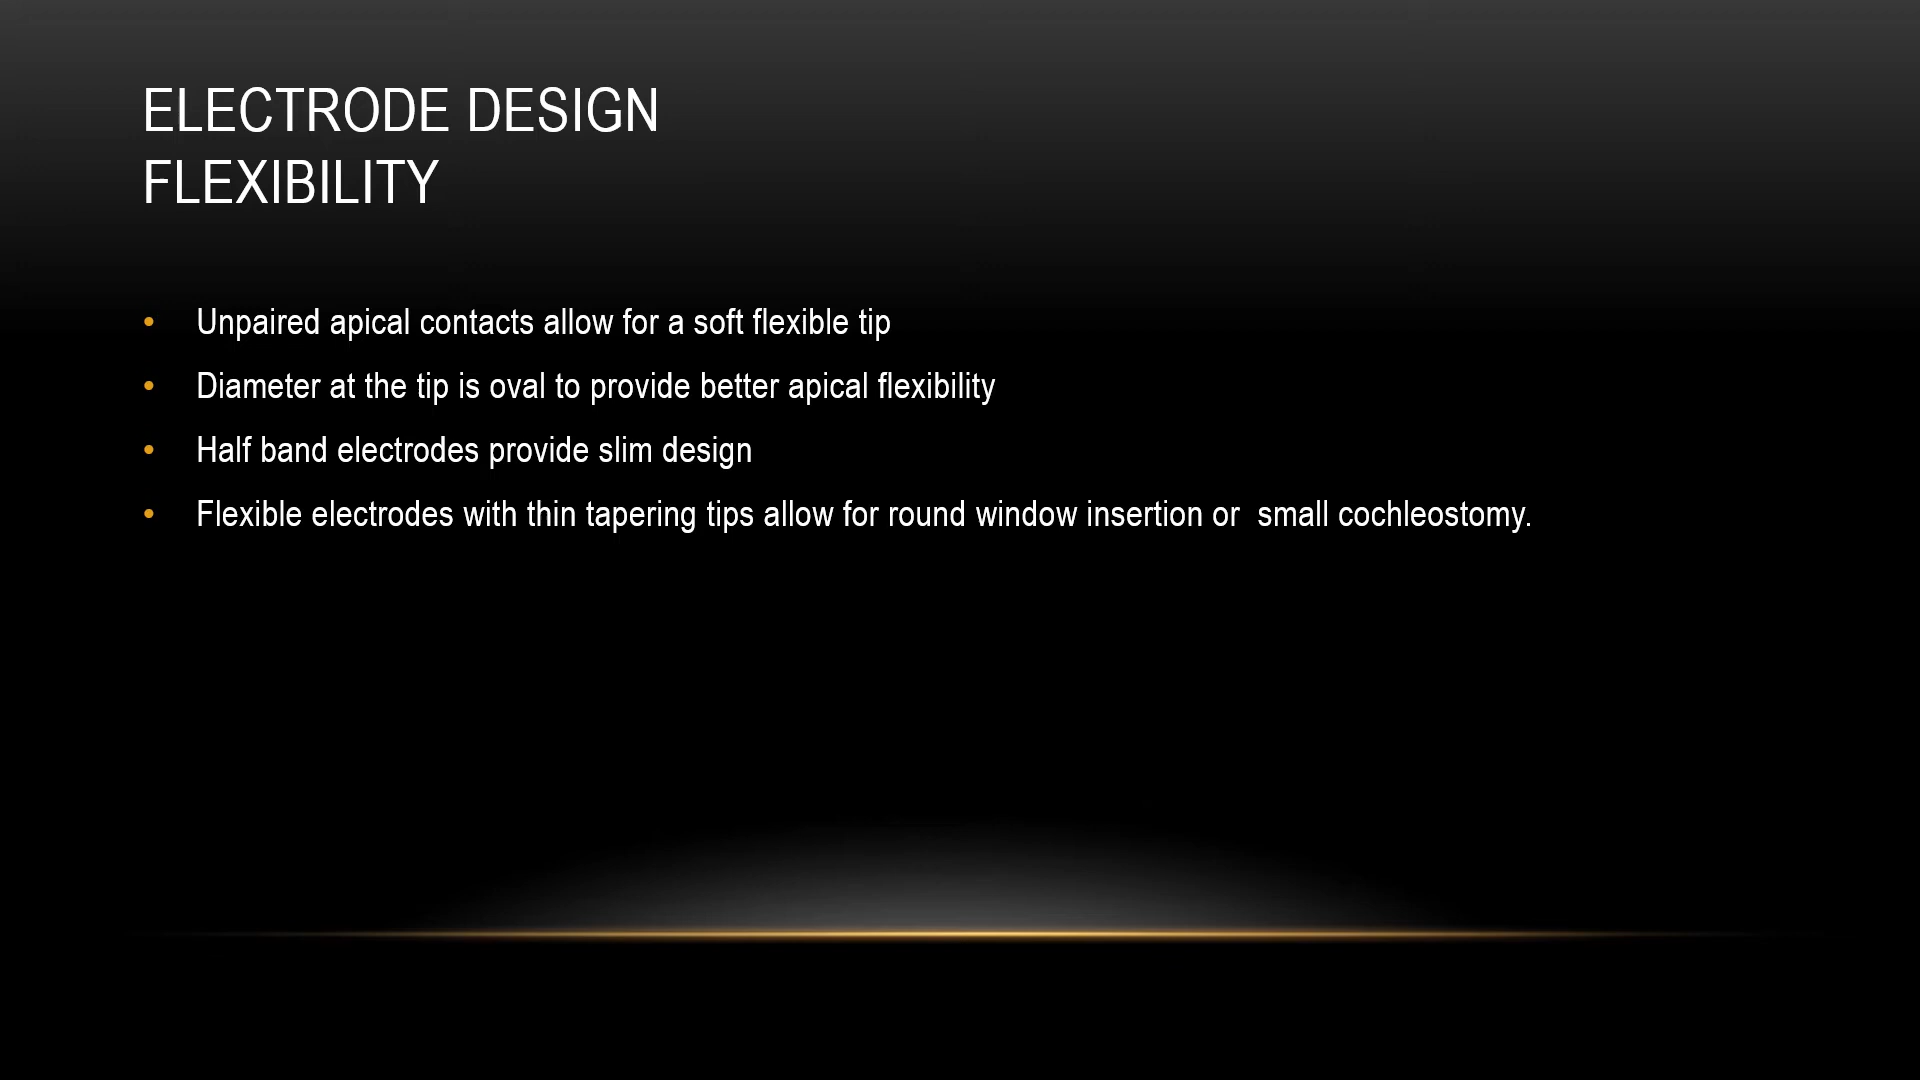 ELECTRODE DESIGN
FLEXIBILITY
• Unpaired apical contacts allow for a soft flexible tip
• Diameter at the tip is oval to provide better apical flexibility
• Half band electrodes provide slim design
• Flexible electrodes with thin tapering tips allow for round window insertion or  small cochleostomy.